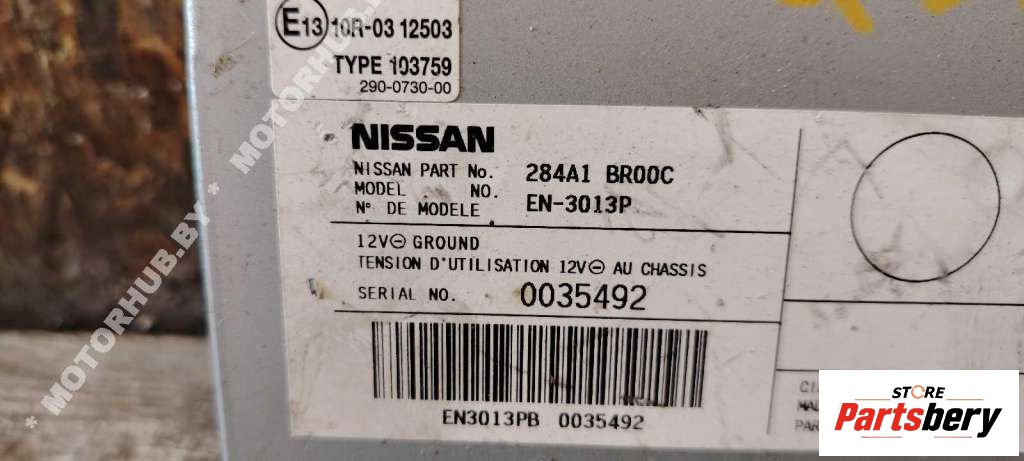 E13 10R-03 12503
TYPE 103759
290-0730-00
NISSAN
NISSAN PART No. 284A1 BR00C
MODEL NO. EN-3013P
N° DE MODELE
12V⊖ GROUND
TENSION D'UTILISATION 12V⊖ AU CHASSIS
SERIAL NO. 0035492
EN3013PB 0035492
* MOTORHUB.BY * MOTORHUB.
STORE
Partsbery